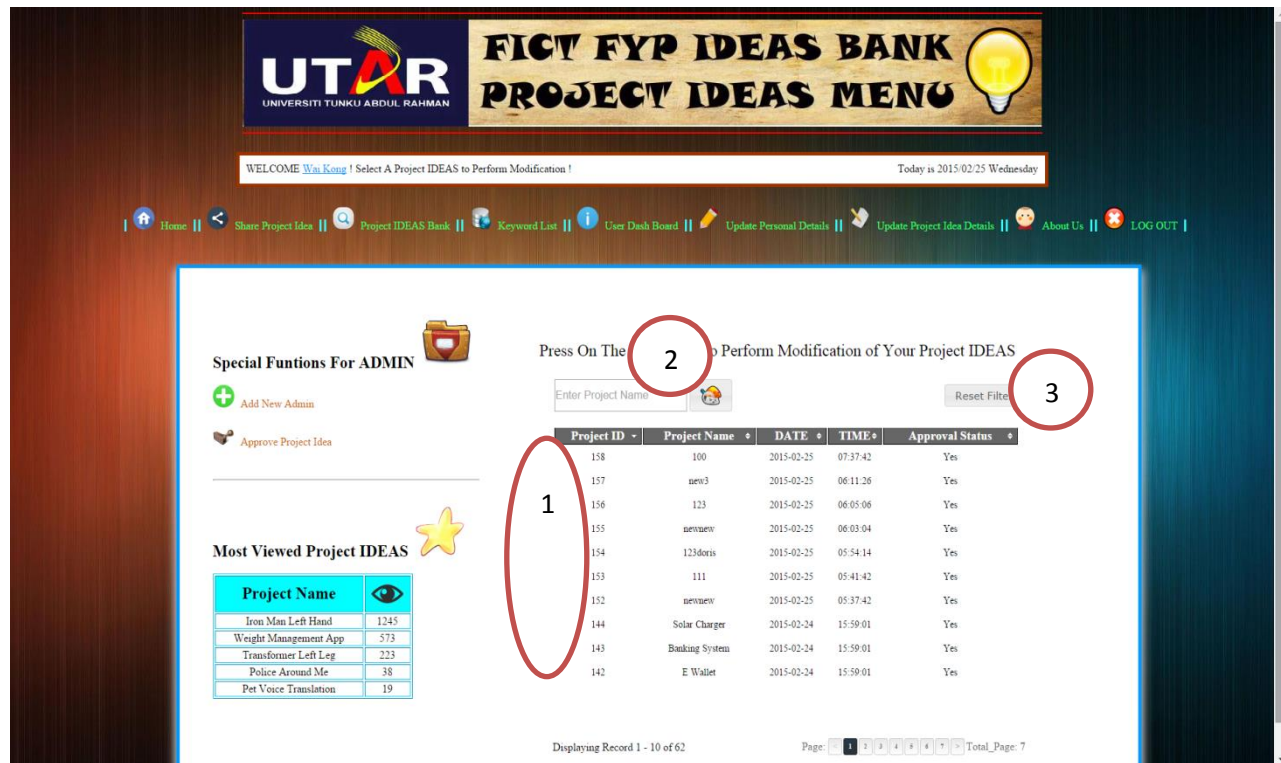 UTAR
UNIVERSITI TUNKU ABDUL RAHMAN
FICT FYP IDEAS BANK
PROJECT IDEAS MENU
WELCOME Wai Kong ! Select A Project IDEAS to Perform Modification ! Today is 2015/02/25 Wednesday
| Home || Share Project Idea || Project IDEAS Bank || Keyword List || User Dash Board || Update Personal Details || Update Project Idea Details || About Us || LOG OUT |
Special Funtions For ADMIN
Add New Admin
Approve Project Idea
Most Viewed Project IDEAS
Project Name
Iron Man Left Hand 1245
Weight Management App 573
Transformer Left Leg 223
Police Around Me 38
Pet Voice Translation 19
Press On The 2 o Perform Modification of Your Project IDEAS
Enter Project Name Reset Filte 3
Project ID Project Name DATE TIME Approval Status
158 100 2015-02-25 07:37:42 Yes
157 new3 2015-02-25 06:11:26 Yes
1 156 123 2015-02-25 06:05:06 Yes
155 newnew 2015-02-25 06:03:04 Yes
154 123doris 2015-02-25 05:54:14 Yes
153 111 2015-02-25 05:41:42 Yes
152 newnew 2015-02-25 05:37:42 Yes
144 Solar Charger 2015-02-24 15:59:01 Yes
143 Banking System 2015-02-24 15:59:01 Yes
142 E Wallet 2015-02-24 15:59:01 Yes
Displaying Record 1 - 10 of 62 Page: < 1 2 3 4 5 6 7 > Total_Page: 7